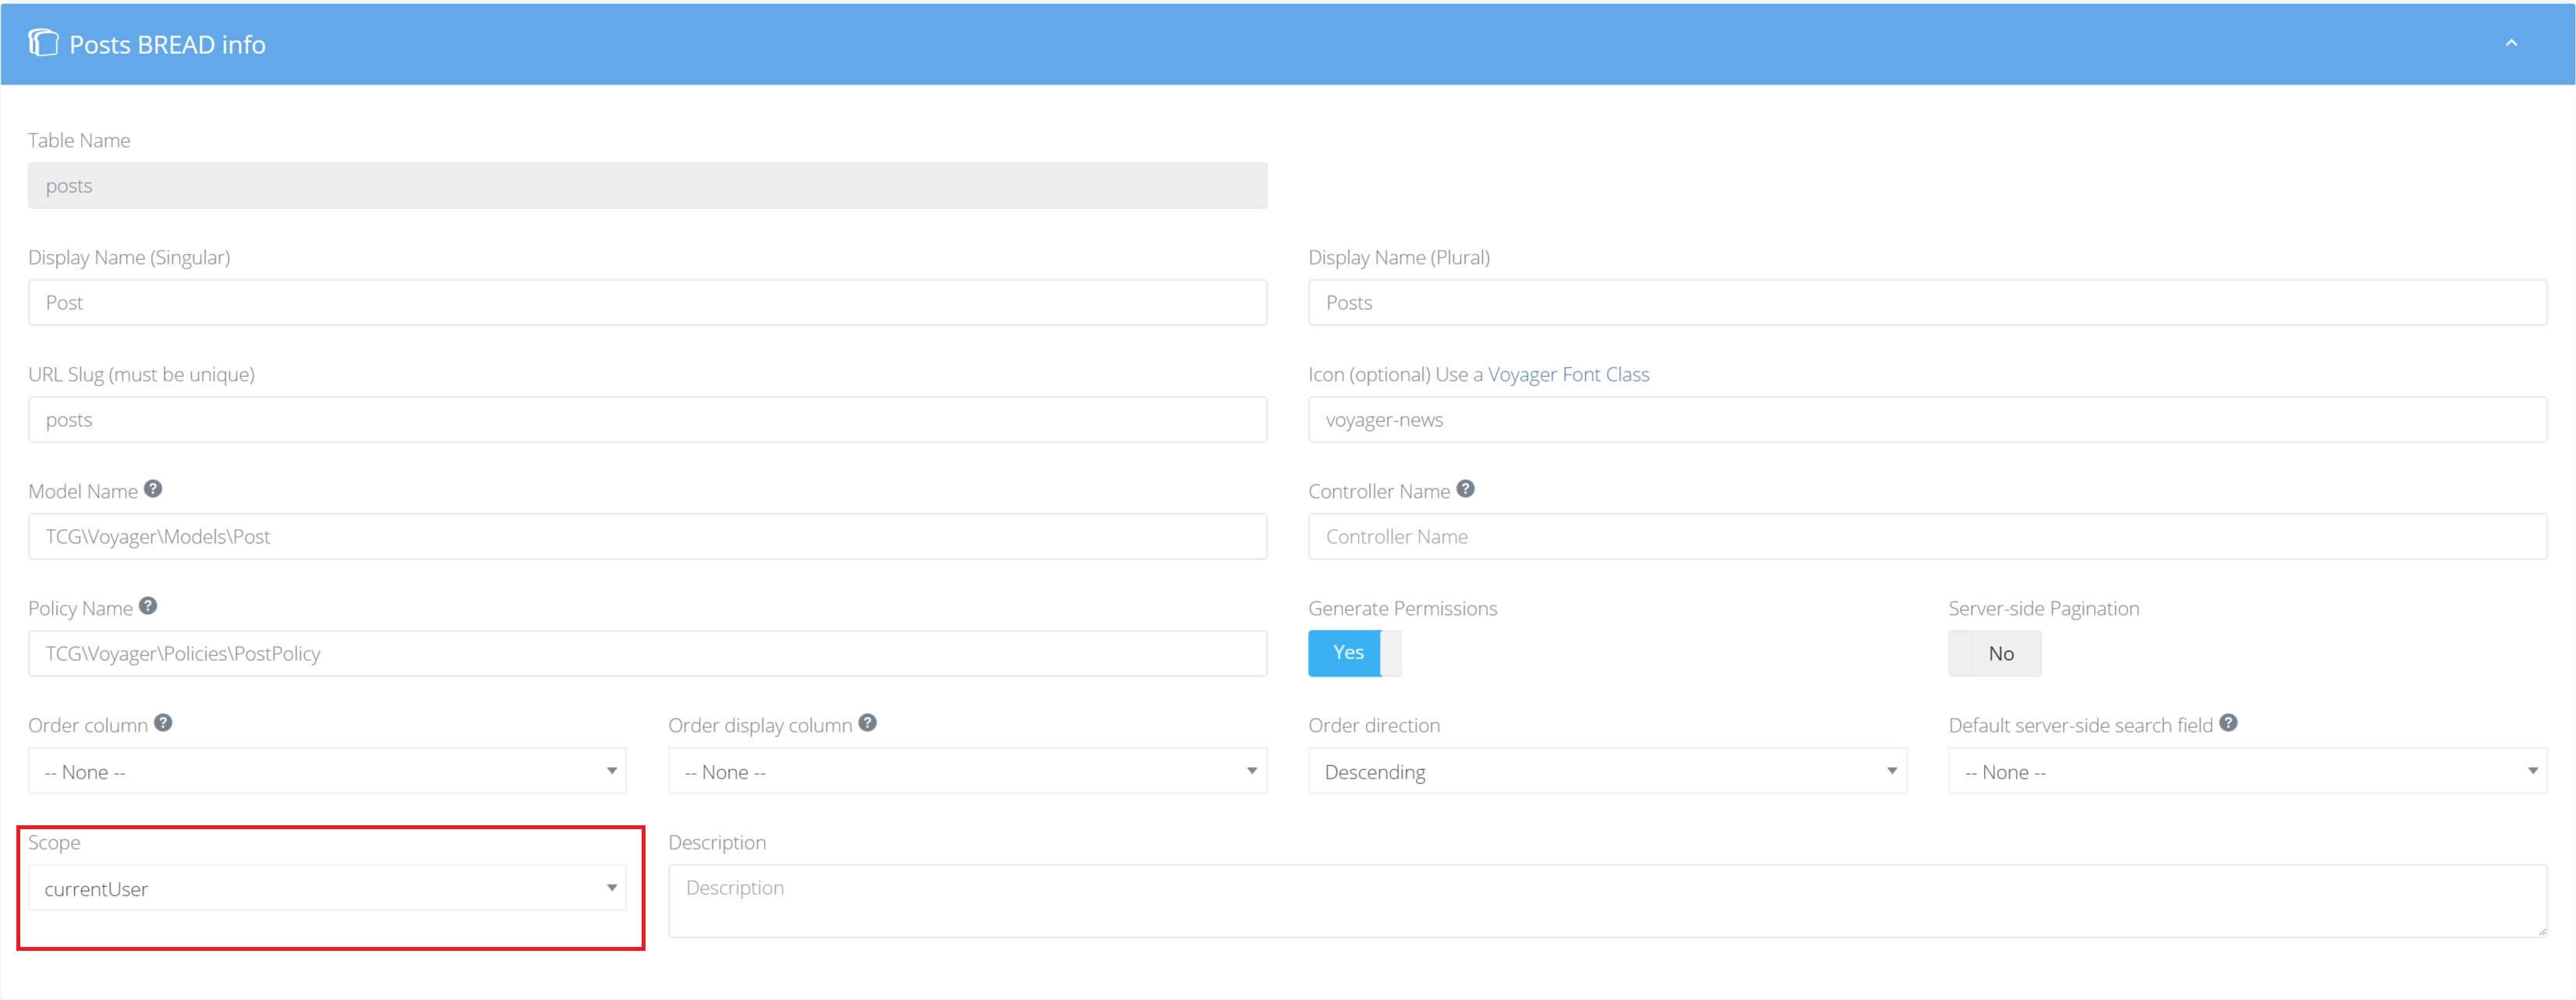 Posts BREAD info
Table Name
posts
Display Name (Singular)
Display Name (Plural)
Post
Posts
URL Slug (must be unique)
Icon (optional) Use a Voyager Font Class
posts
voyager-news
Model Name
Controller Name
TCG\Voyager\Models\Post
Controller Name
Policy Name
Generate Permissions
Server-side Pagination
TCG\Voyager\Policies\PostPolicy
Yes
No
Order column
Order display column
Order direction
Default server-side search field
-- None --
-- None --
Descending
-- None --
Scope
Description
currentUser
Description